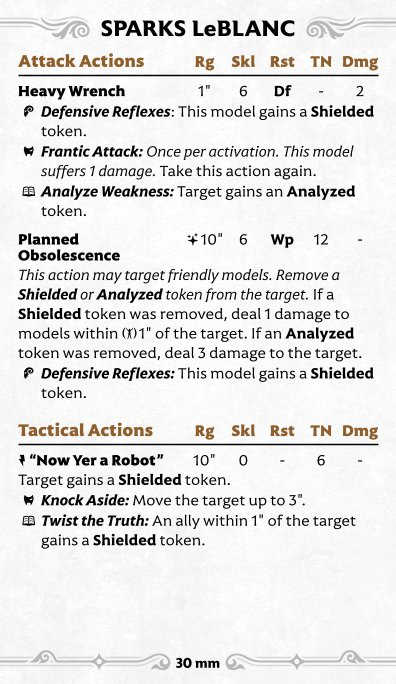 SPARKS LeBLANC
Attack Actions Rg Skl Rst TN Dmg
Heavy Wrench 1" 6 Df - 2
Defensive Reflexes: This model gains a Shielded
token.
Frantic Attack: Once per activation. This model
suffers 1 damage. Take this action again.
Analyze Weakness: Target gains an Analyzed
token.
Planned 10" 6 Wp 12 -
Obsolescence
This action may target friendly models. Remove a
Shielded or Analyzed token from the target. If a
Shielded token was removed, deal 1 damage to
models within 1" of the target. If an Analyzed
token was removed, deal 3 damage to the target.
Defensive Reflexes: This model gains a Shielded
token.
Tactical Actions Rg Skl Rst TN Dmg
“Now Yer a Robot” 10" 0 - 6 -
Target gains a Shielded token.
Knock Aside: Move the target up to 3".
Twist the Truth: An ally within 1" of the target
gains a Shielded token.
30 mm